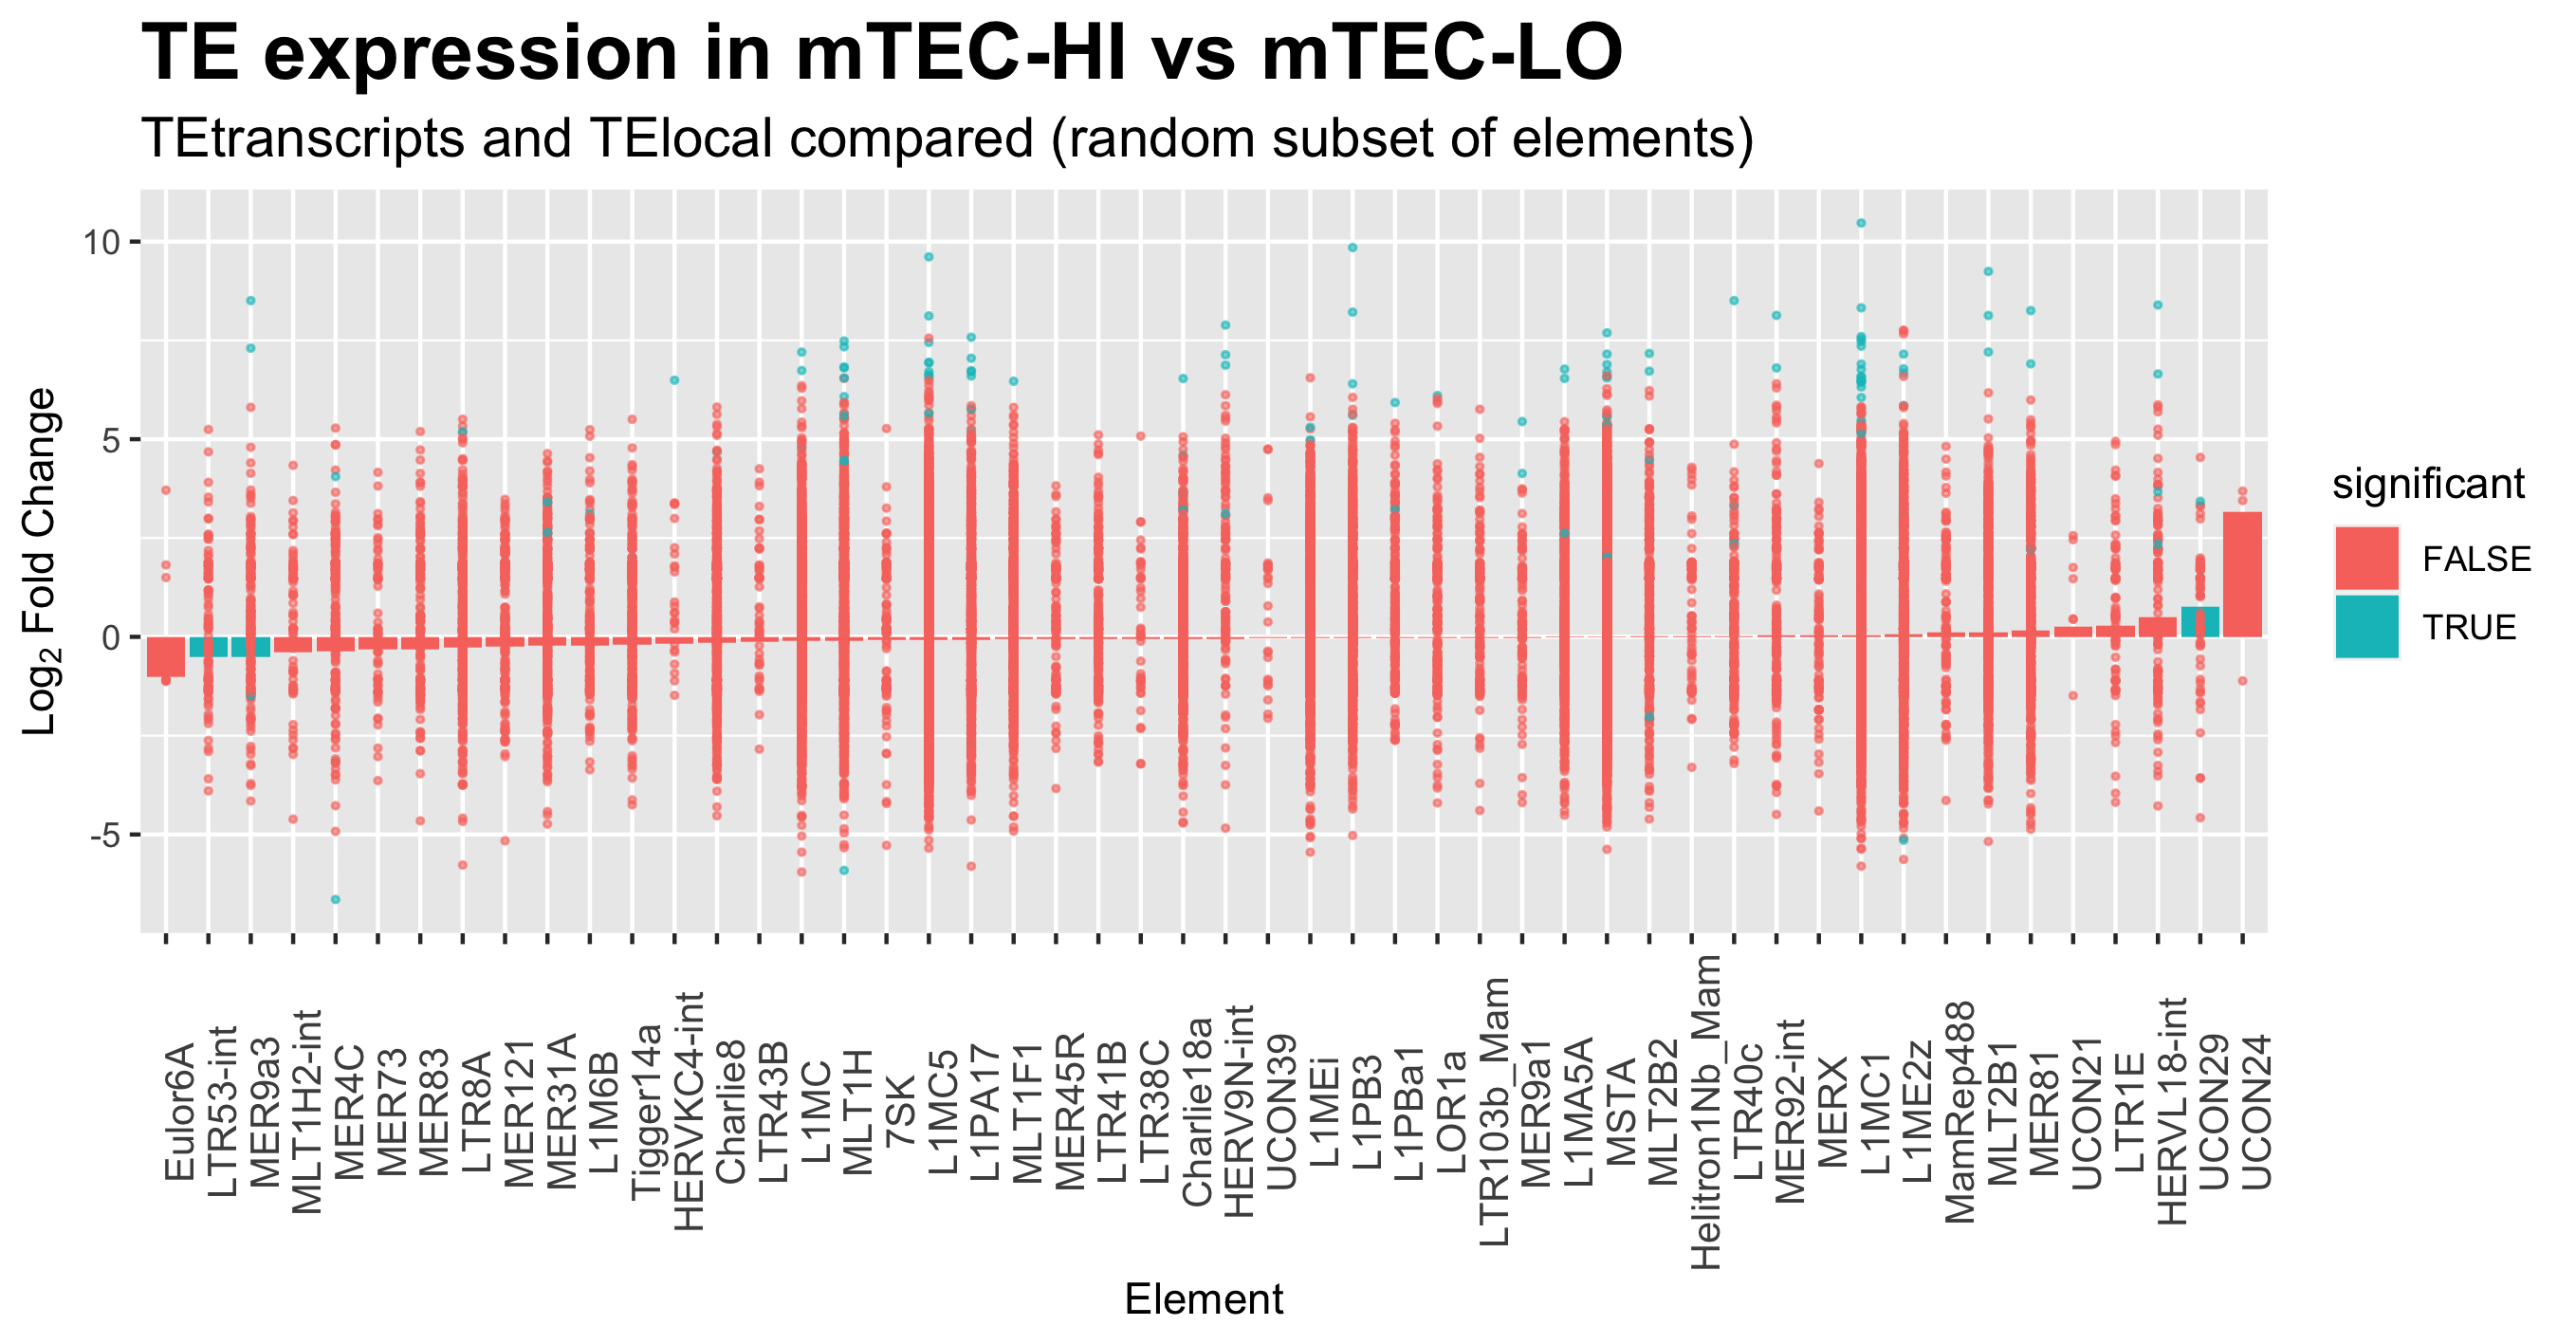 TE expression in mTEC-HI vs mTEC-LO
TEtranscripts and TElocal compared (random subset of elements)
Log2 Fold Change
10
5
0
-5
Eulor6A
LTR53-int
MER9a3
MLT1H2-int
MER4C
MER73
MER83
LTR8A
MER121
MER31A
L1M6B
Tigger14a
HERVKC4-int
Charlie8
LTR43B
L1MC
MLT1H
7SK
L1MC5
L1PA17
MLT1F1
MER45R
LTR41B
LTR38C
Charlie18a
HERV9N-int
UCON39
L1MEi
L1PB3
L1PBa1
LOR1a
LTR103b_Mam
MER9a1
L1MA5A
MSTA
MLT2B2
Helitron1Nb_Mam
LTR40c
MER92-int
MERX
L1MC1
L1ME2z
MamRep488
MLT2B1
MER81
UCON21
LTR1E
HERVL18-int
UCON29
UCON24
Element
significant
FALSE
TRUE